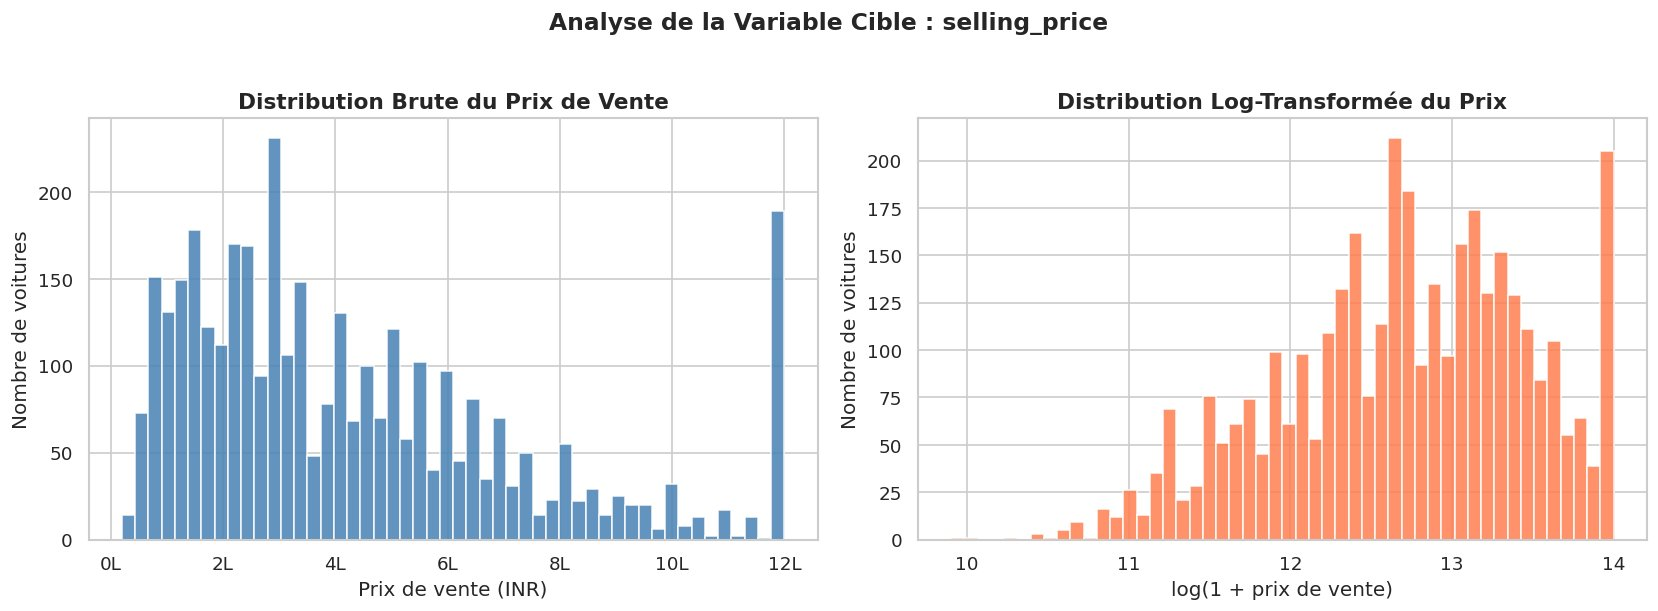 Analyse de la Variable Cible : selling_price
Distribution Brute du Prix de Vente
Nombre de voitures
200
150
100
50
0
0L 2L 4L 6L 8L 10L 12L
Prix de vente (INR)
Distribution Log-Transformée du Prix
Nombre de voitures
200
175
150
125
100
75
50
25
0
10 11 12 13 14
log(1 + prix de vente)